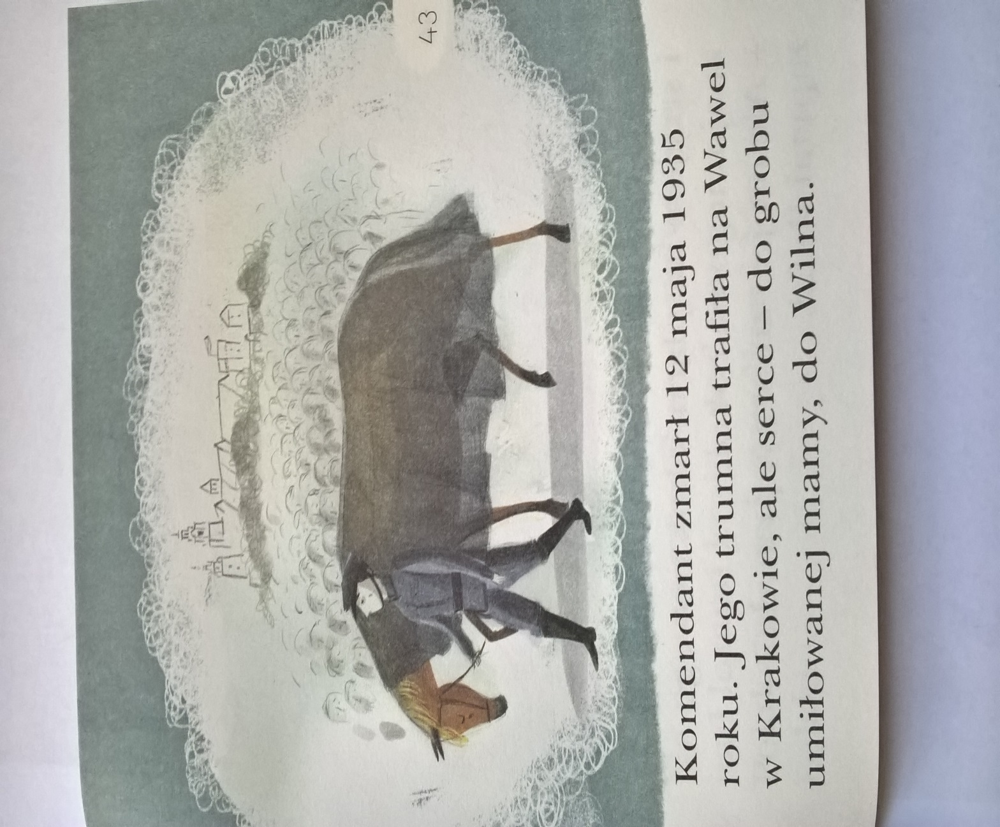 43
Komendant zmarł 12 maja 1935
roku. Jego trumna trafiła na Wawel
w Krakowie, ale serce – do grobu
umiłowanej mamy, do Wilna.